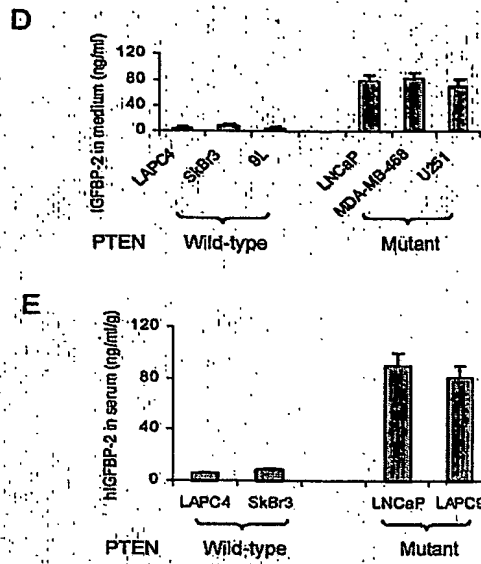 D
IGFBP-2 in medium (ng/ml)
120
80
40
0
LAPC4
SkBr3
9L
LNCaP
MDA-MB-468
U251
PTEN Wild-type Mutant
E
hIGFBP-2 in serum (ng/ml/g)
120
80
40
0
LAPC4 SkBr3 LNCaP LAPC9
PTEN Wild-type Mutant